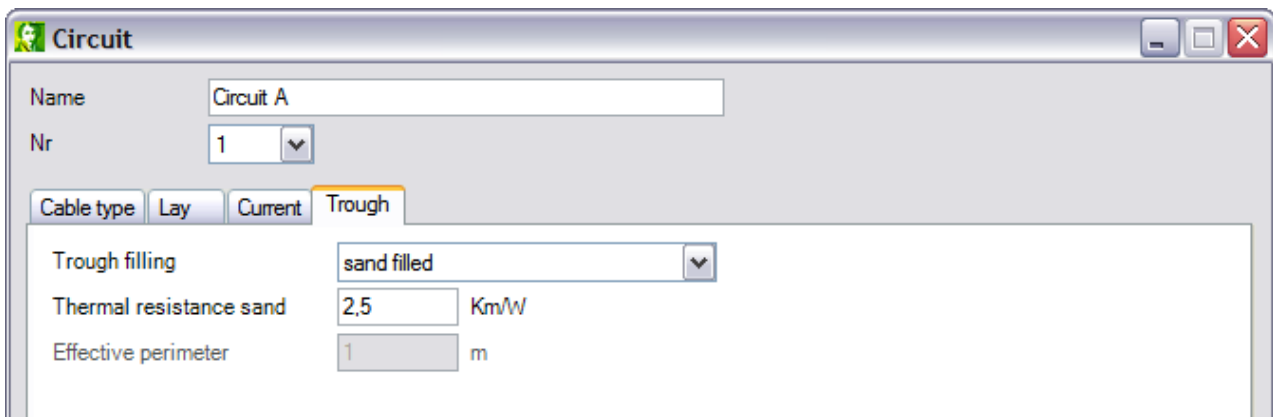 Circuit
Name Circuit A
Nr 1
Cable type Lay Current Trough
Trough filling sand filled
Thermal resistance sand 2,5 Km/W
Effective perimeter 1 m